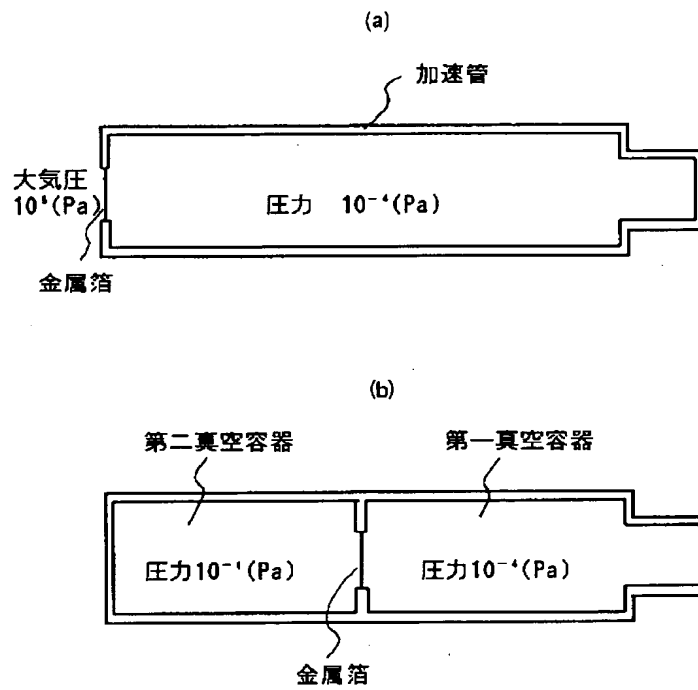 (a)
加速管
大気圧
10⁵(Pa)
圧力 10⁻⁴(Pa)
金属箔
(b)
第二真空容器
第一真空容器
圧力10⁻¹(Pa)
圧力10⁻⁴(Pa)
金属箔